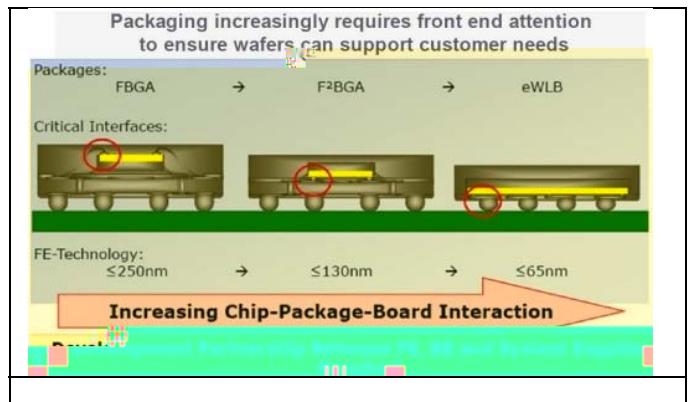 Packaging increasingly requires front end attention
to ensure wafers can support customer needs
Packages:
FBGA → F²BGA → eWLB
Critical Interfaces:
FE-Technology:
≤250nm → ≤130nm → ≤65nm
Increasing Chip-Package-Board Interaction